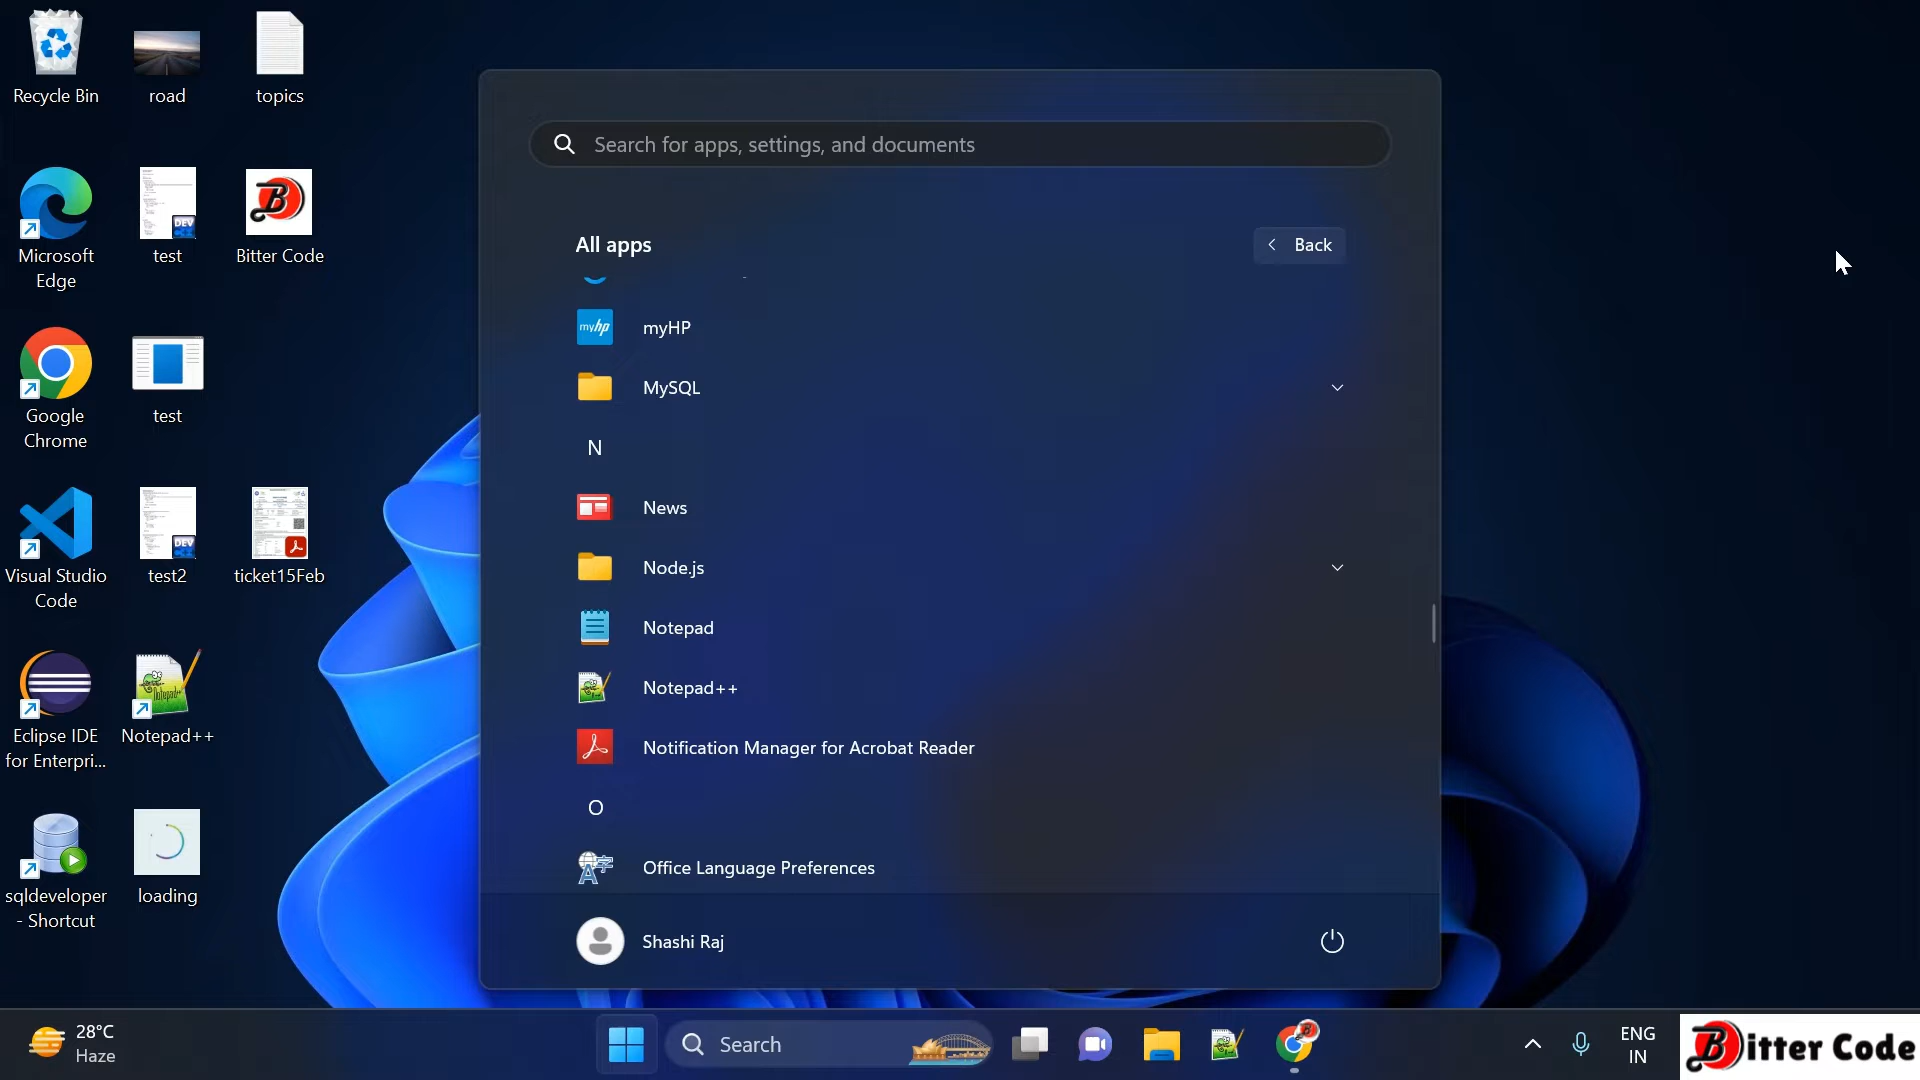 Recycle Bin
road
topics
Microsoft
Edge
test
Bitter Code
Google
Chrome
test
Visual Studio
Code
test2
ticket15Feb
Eclipse IDE
for Enterpri...
Notepad++
sqldeveloper
- Shortcut
loading
Search for apps, settings, and documents
All apps
Back
myHP
MySQL
N
News
Node.js
Notepad
Notepad++
Notification Manager for Acrobat Reader
O
Office Language Preferences
Shashi Raj
28°C
Haze
Search
ENG
IN
Bitter Code